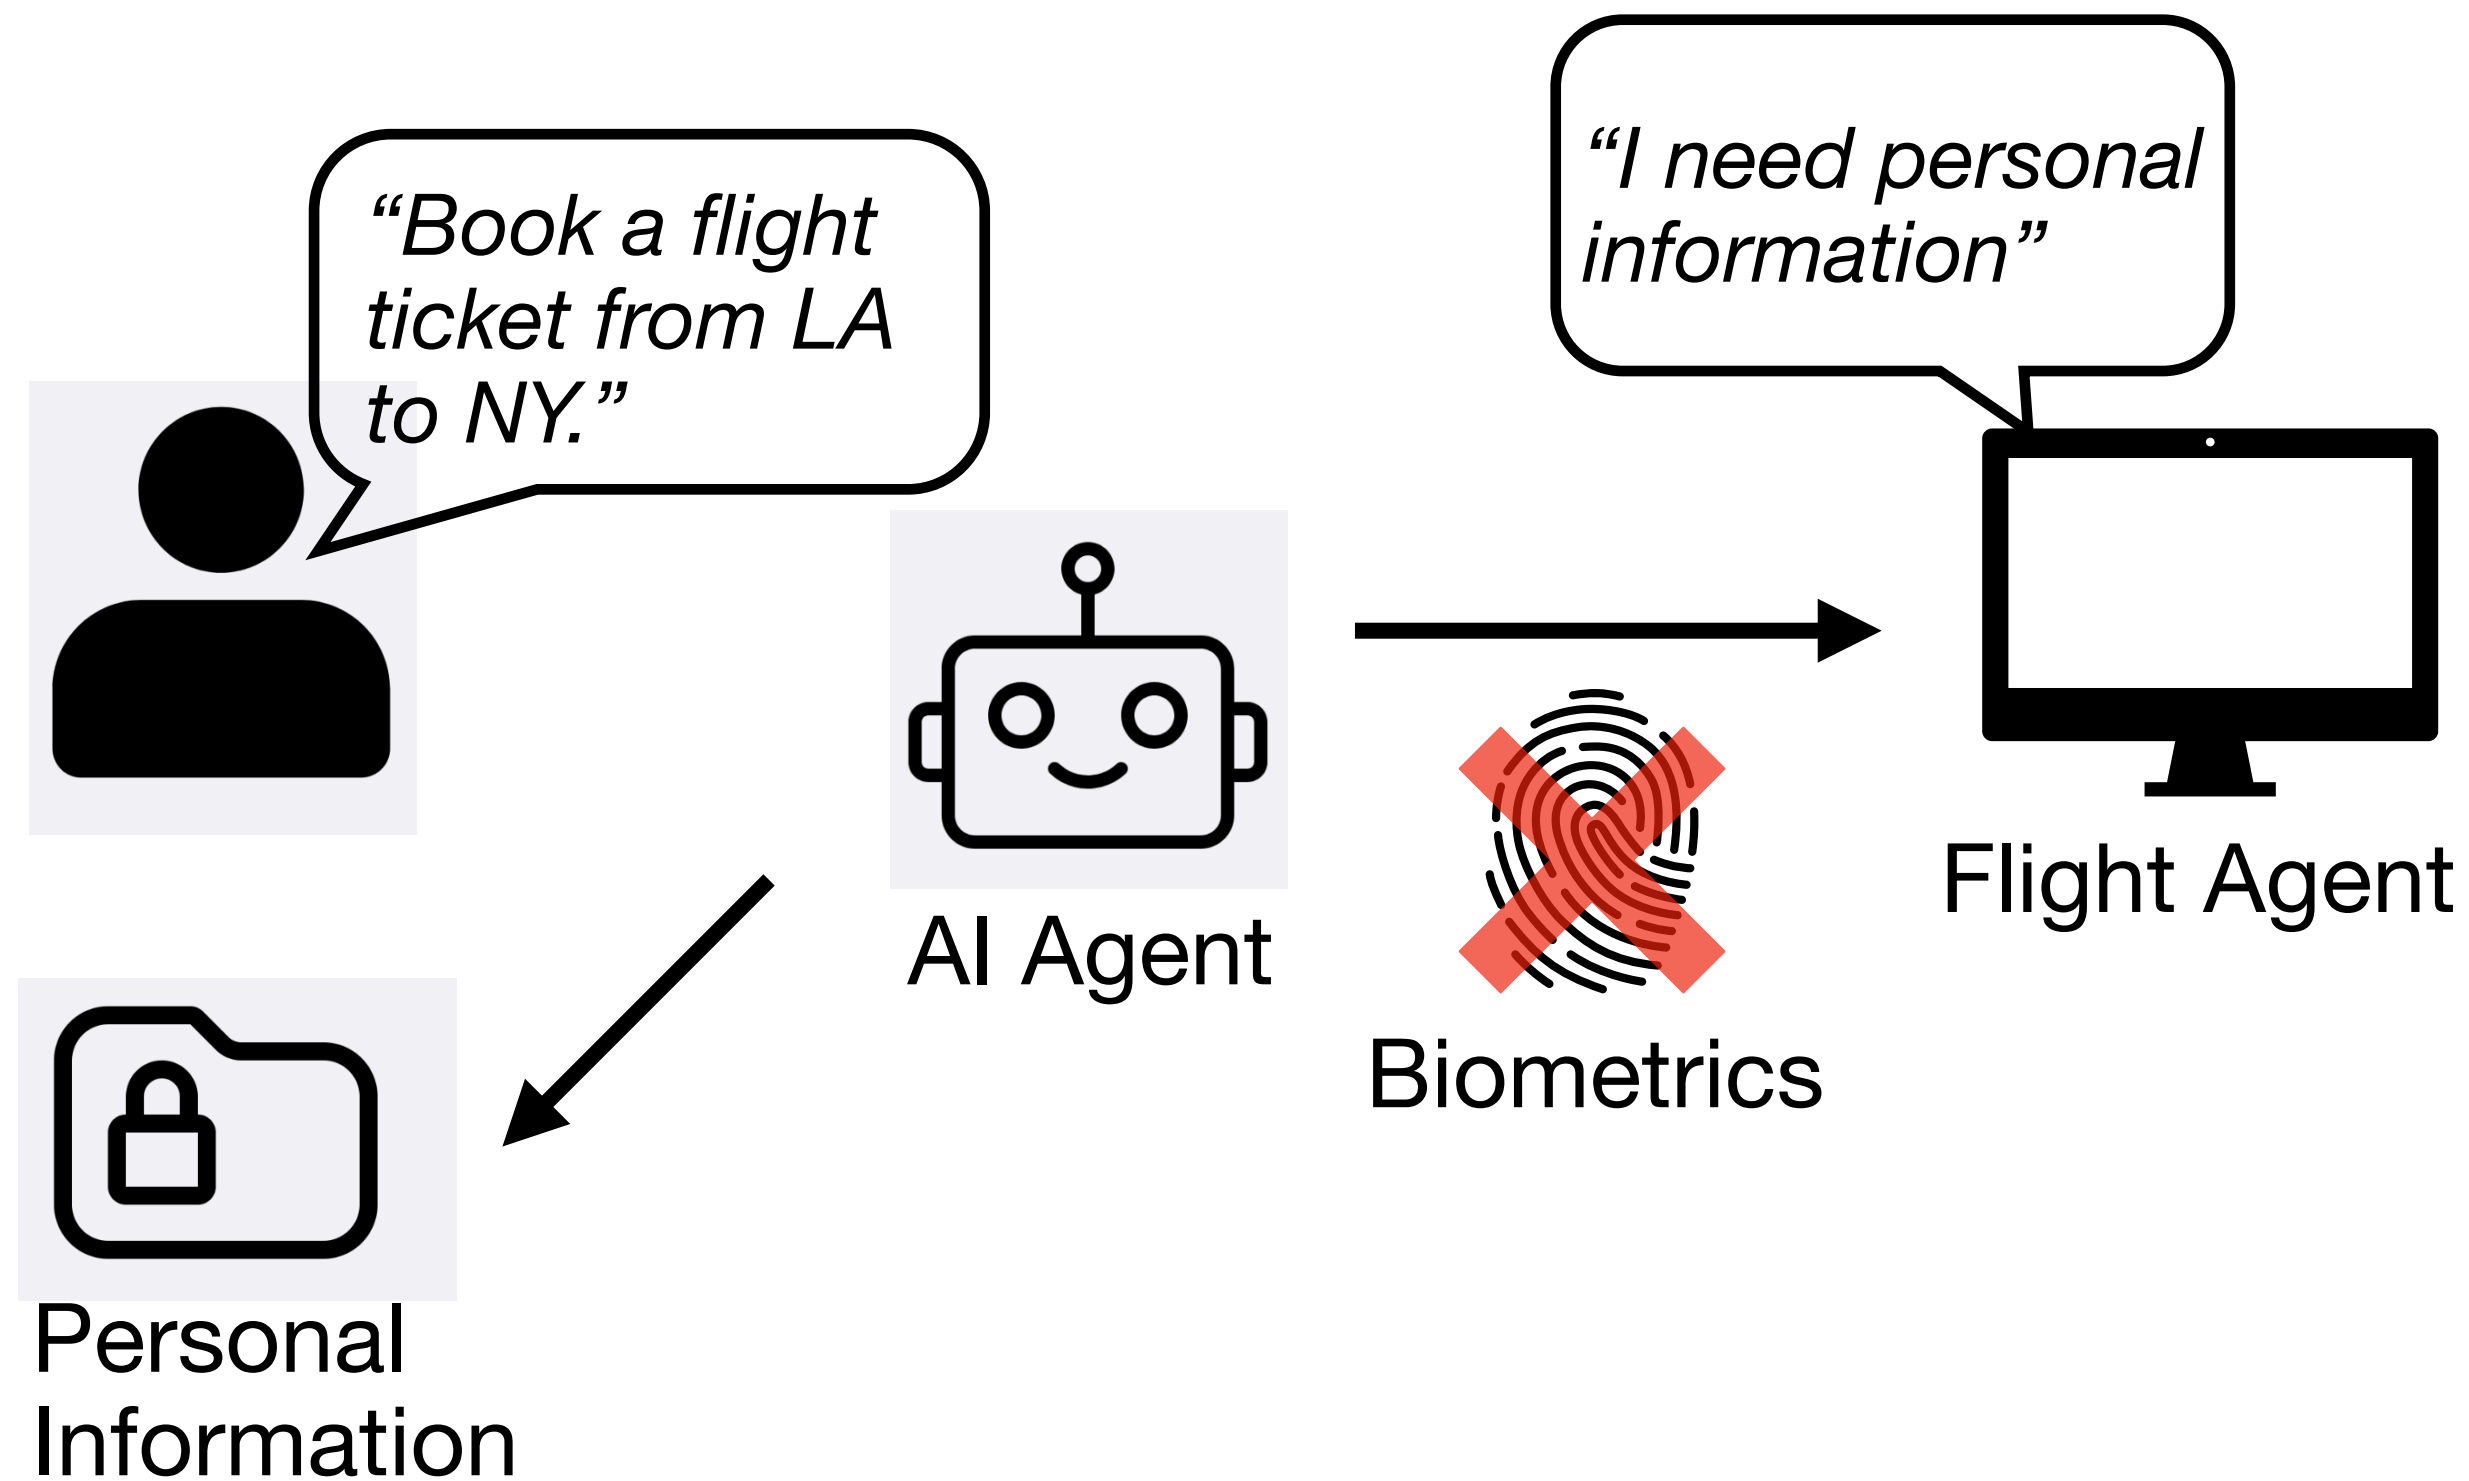 “Book a flight
ticket from LA
to NY.”
“I need personal
information”
AI Agent
Flight Agent
Biometrics
Personal
Information